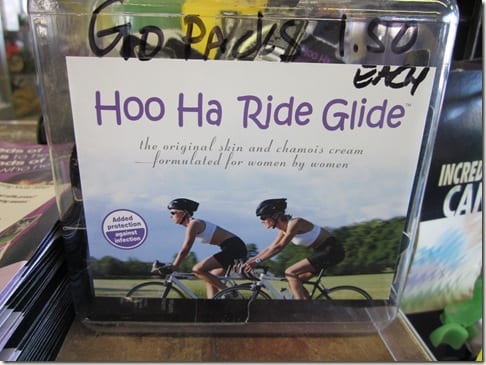 Go PACKS 1.50
EACH
Hoo Ha Ride Glide™
the original skin and chamois cream
formulated for women by women
Added
protection
against
infection
INCRED
CA